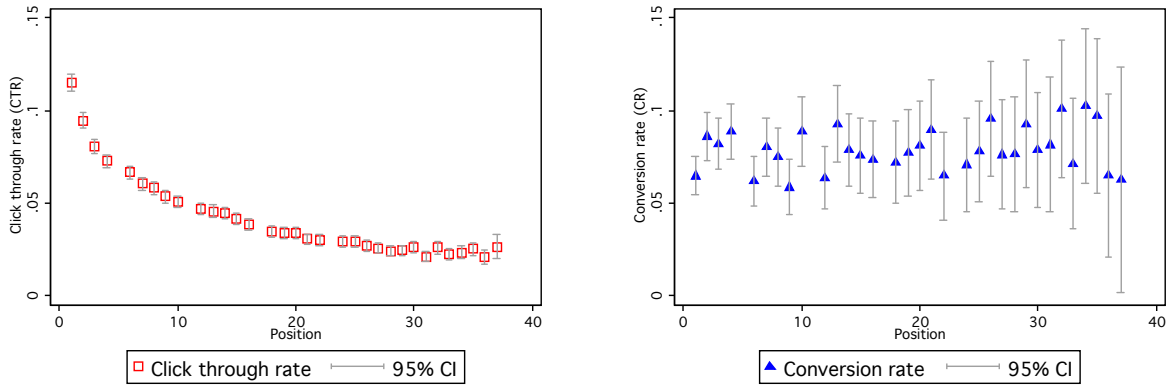 Click through rate (CTR)
0 .05 .1 .15
0 10 20 30 40
Position
Click through rate 95% CI
Conversion rate (CR)
0 .05 .1 .15
0 10 20 30 40
Position
Conversion rate 95% CI